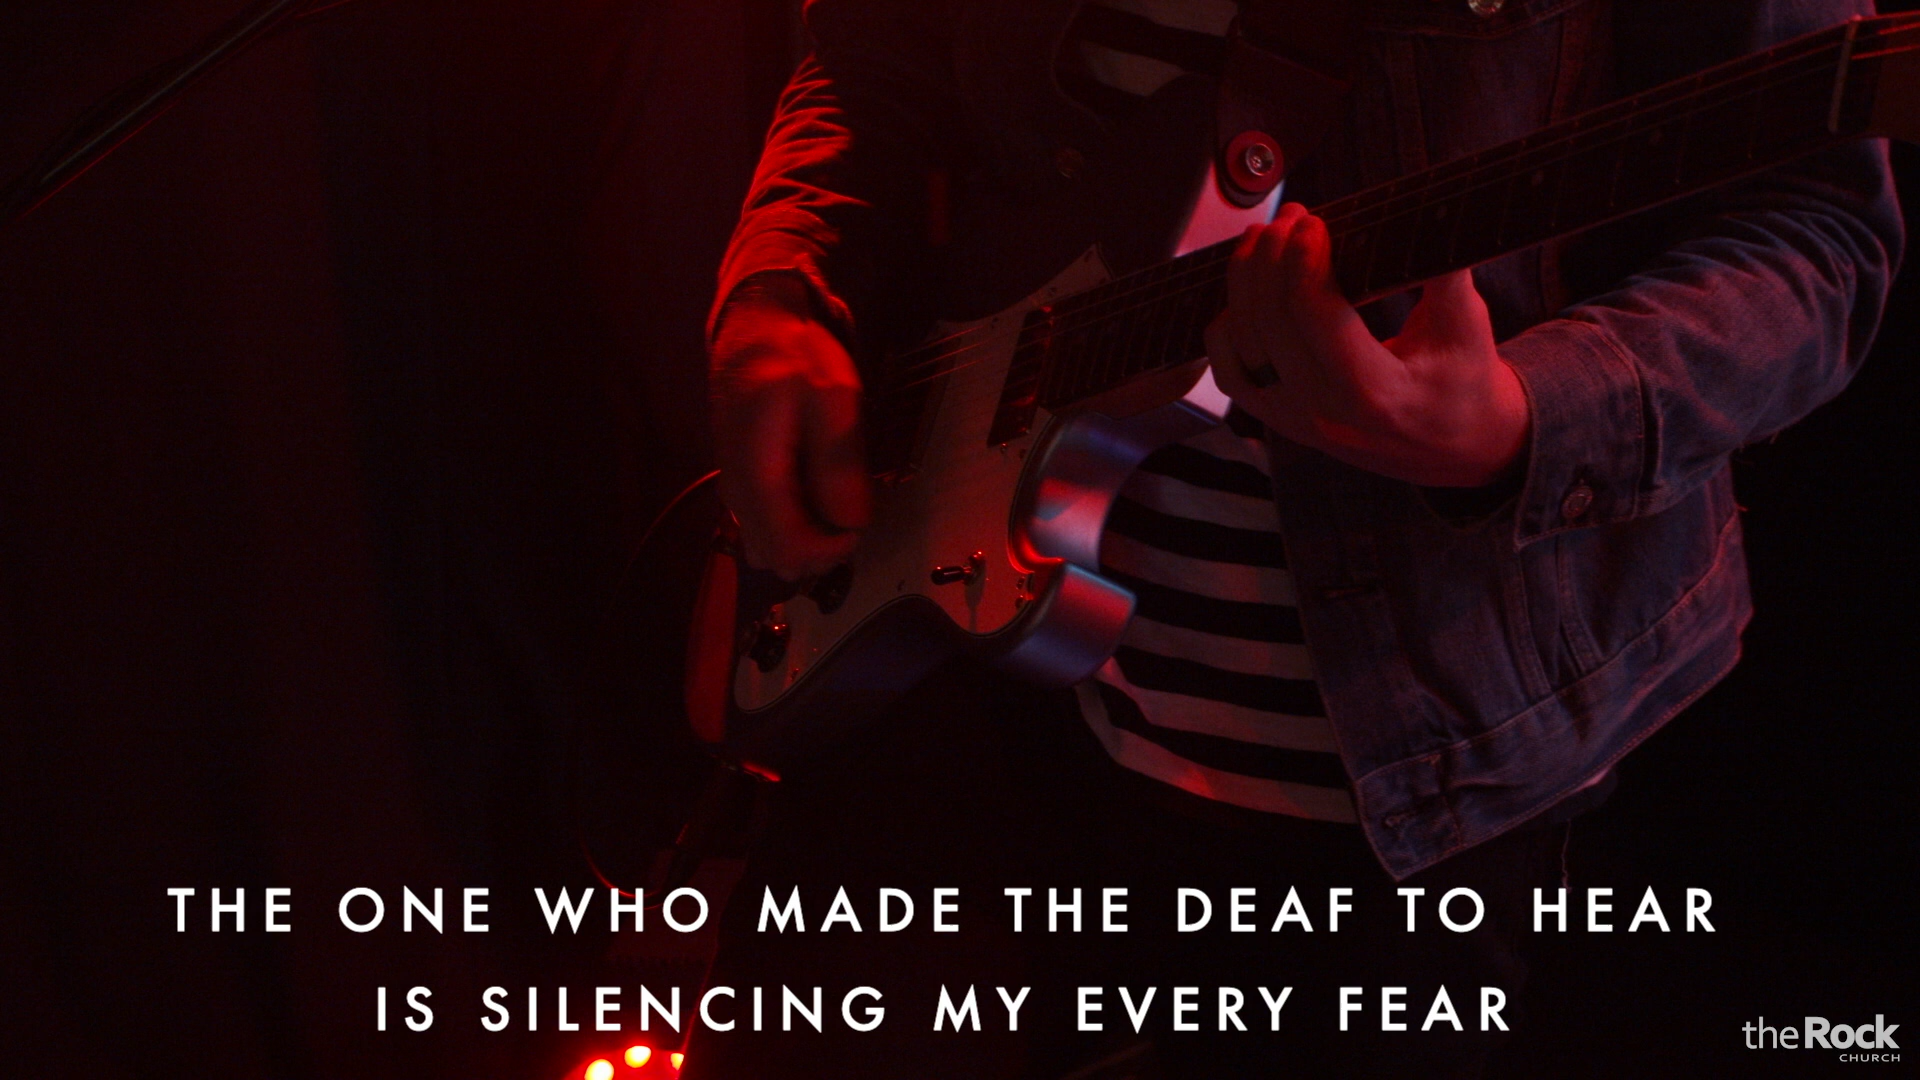 THE ONE WHO MADE THE DEAF TO HEAR
IS SILENCING MY EVERY FEAR
theRock
CHURCH